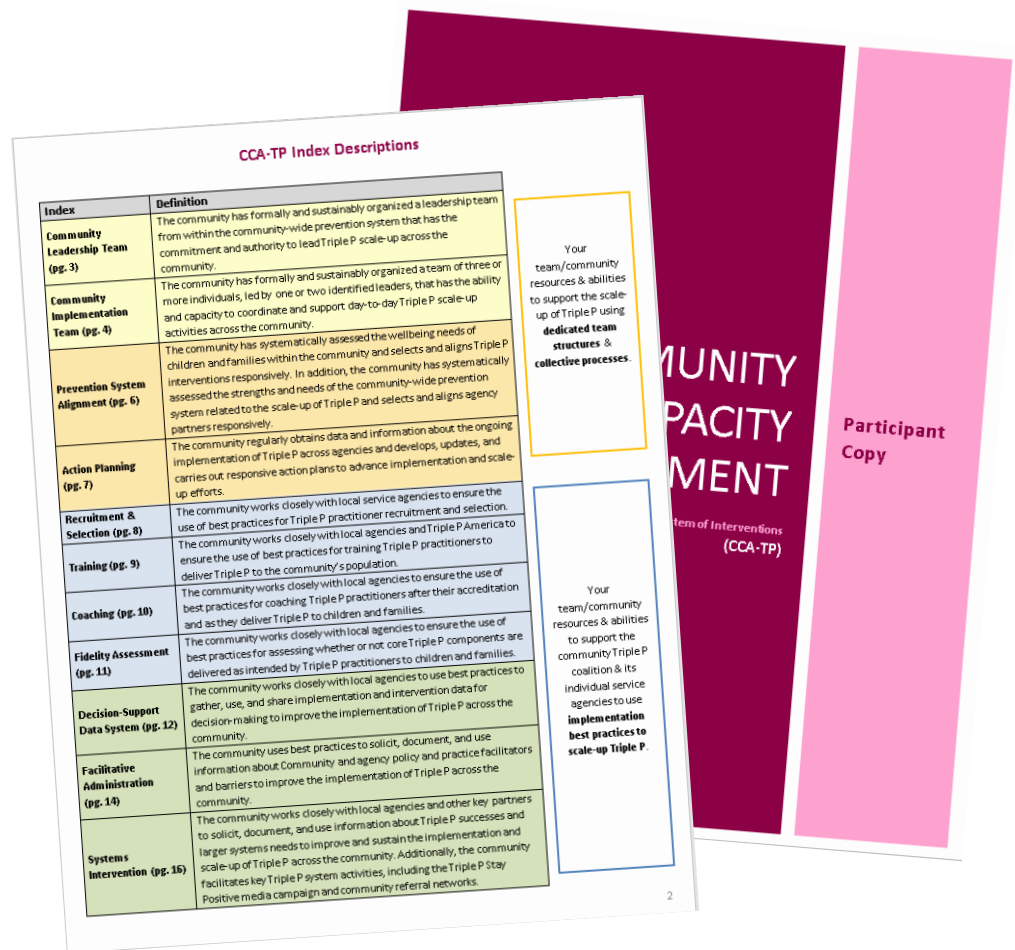 CCA-TP Index Descriptions
Index
Definition
Community
Leadership Team
(pg. 3)
The community has formally and sustainably organized a leadership team
from within the community-wide prevention system that has the
commitment and authority to lead Triple P scale-up across the
community.
Community
Implementation
Team (pg. 4)
The community has formally and sustainably organized a team of three or
more individuals, led by one or two identified leaders, that has the ability
and capacity to coordinate and support day-to-day Triple P scale-up
activities across the community.
Prevention System
Alignment (pg. 6)
The community has systematically assessed the wellbeing needs of
children and families within the community and selects and aligns Triple P
interventions responsively. In addition, the community has systematically
assessed the strengths and needs of the community-wide prevention
system related to the scale-up of Triple P and selects and aligns agency
partners responsively.
Action Planning
(pg. 7)
The community regularly obtains data and information about the ongoing
implementation of Triple P across agencies and develops, updates, and
carries out responsive action plans to advance implementation and scale-
up efforts.
Recruitment &
Selection (pg. 8)
The community works closely with local service agencies to ensure the
use of best practices for Triple P practitioner recruitment and selection.
Training (pg. 9)
The community works closely with local agencies and Triple P America to
ensure the use of best practices for training Triple P practitioners to
deliver Triple P to the community's population.
Coaching (pg. 10)
The community works closely with local agencies to ensure the use of
best practices for coaching Triple P practitioners after their accreditation
and as they deliver Triple P to children and families.
Fidelity Assessment
(pg. 11)
The community works closely with local agencies to ensure the use of
best practices for assessing whether or not core Triple P components are
delivered as intended by Triple P practitioners to children and families.
Decision-Support
Data System (pg. 12)
The community works closely with local agencies to use best practices to
gather, use, and share implementation and intervention data for
decision-making to improve the implementation of Triple P across the
community.
Facilitative
Administration
(pg. 14)
The community uses best practices to solicit, document, and use
information about Community and agency policy and practice facilitators
and barriers to improve the implementation of Triple P across the
community.
Systems
Intervention (pg. 16)
The community works closely with local agencies and other key partners
to solicit, document, and use information about Triple P successes and
larger systems needs to improve and sustain the implementation and
scale-up of Triple P across the community. Additionally, the community
facilitates key Triple P system activities, including the Triple P Stay
Positive media campaign and community referral networks.
Your
team/community
resources & abilities
to support the scale-
up of Triple P using
dedicated team
structures &
collective processes.
Your
team/community
resources & abilities
to support the
community Triple P
coalition & its
individual service
agencies to use
implementation
best practices to
scale-up Triple P.
2
MUNITY
PACITY
MENT
tem of Interventions
(CCA-TP)
Participant
Copy